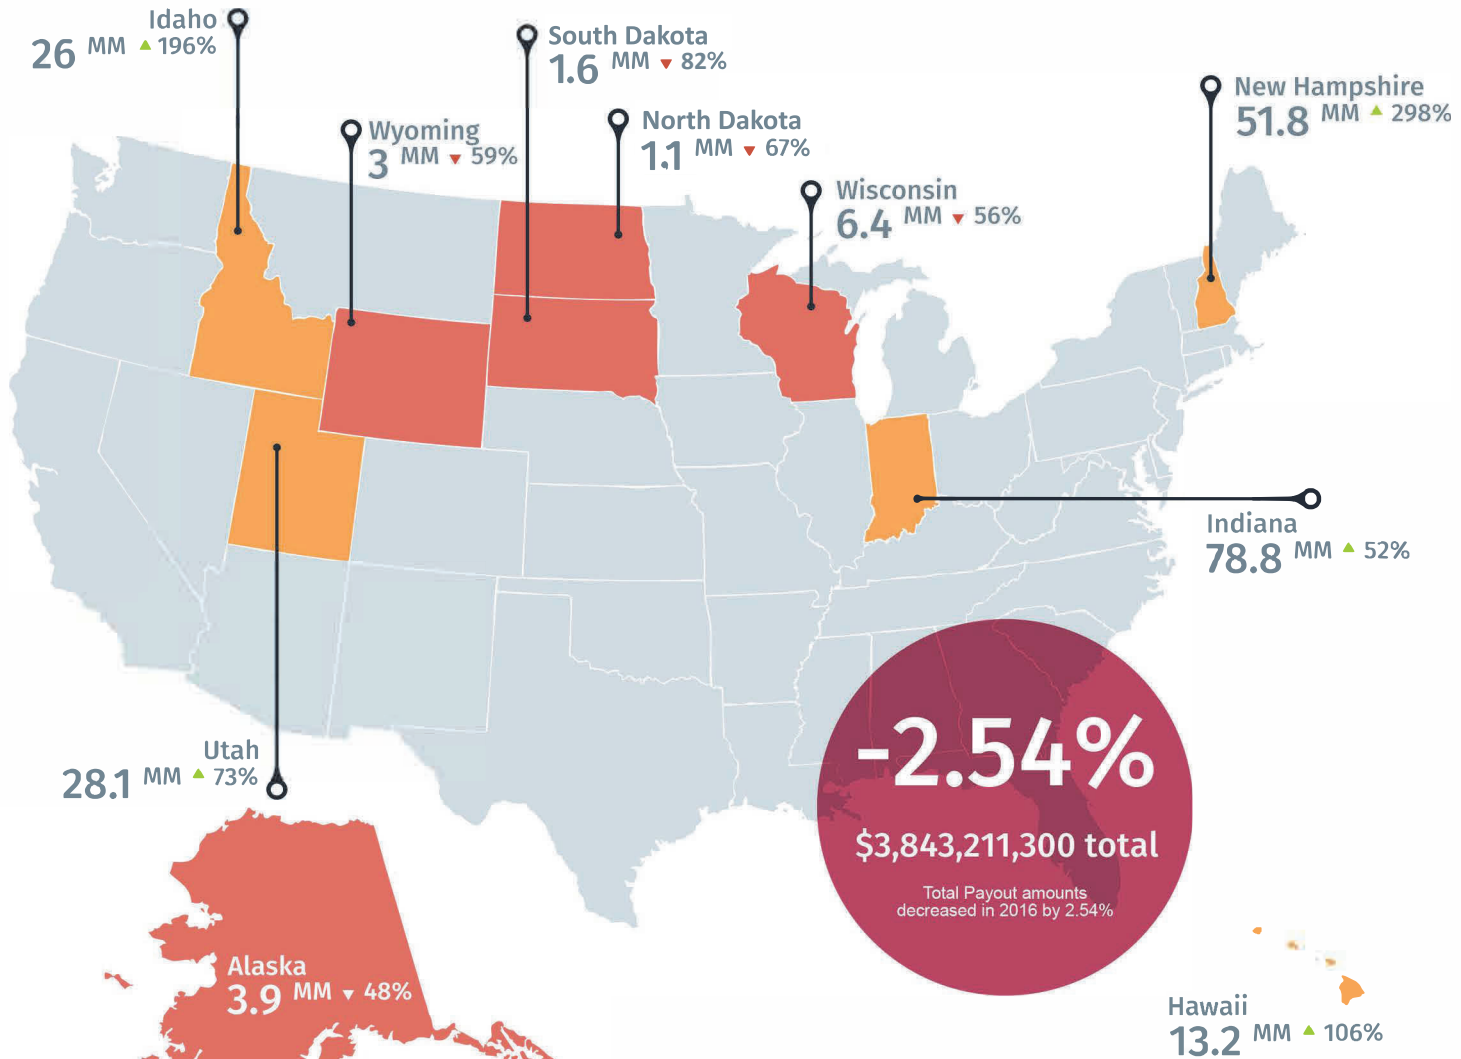 Idaho
26 MM ▲ 196%
South Dakota
1.6 MM ▼ 82%
New Hampshire
51.8 MM ▲ 298%
Wyoming
3 MM ▼ 59%
North Dakota
1.1 MM ▼ 67%
Wisconsin
6.4 MM ▼ 56%
Indiana
78.8 MM ▲ 52%
Utah
28.1 MM ▲ 73%
-2.54%
$3,843,211,300 total
Total Payout amounts
decreased in 2016 by 2.54%
Alaska
3.9 MM ▼ 48%
Hawaii
13.2 MM ▲ 106%